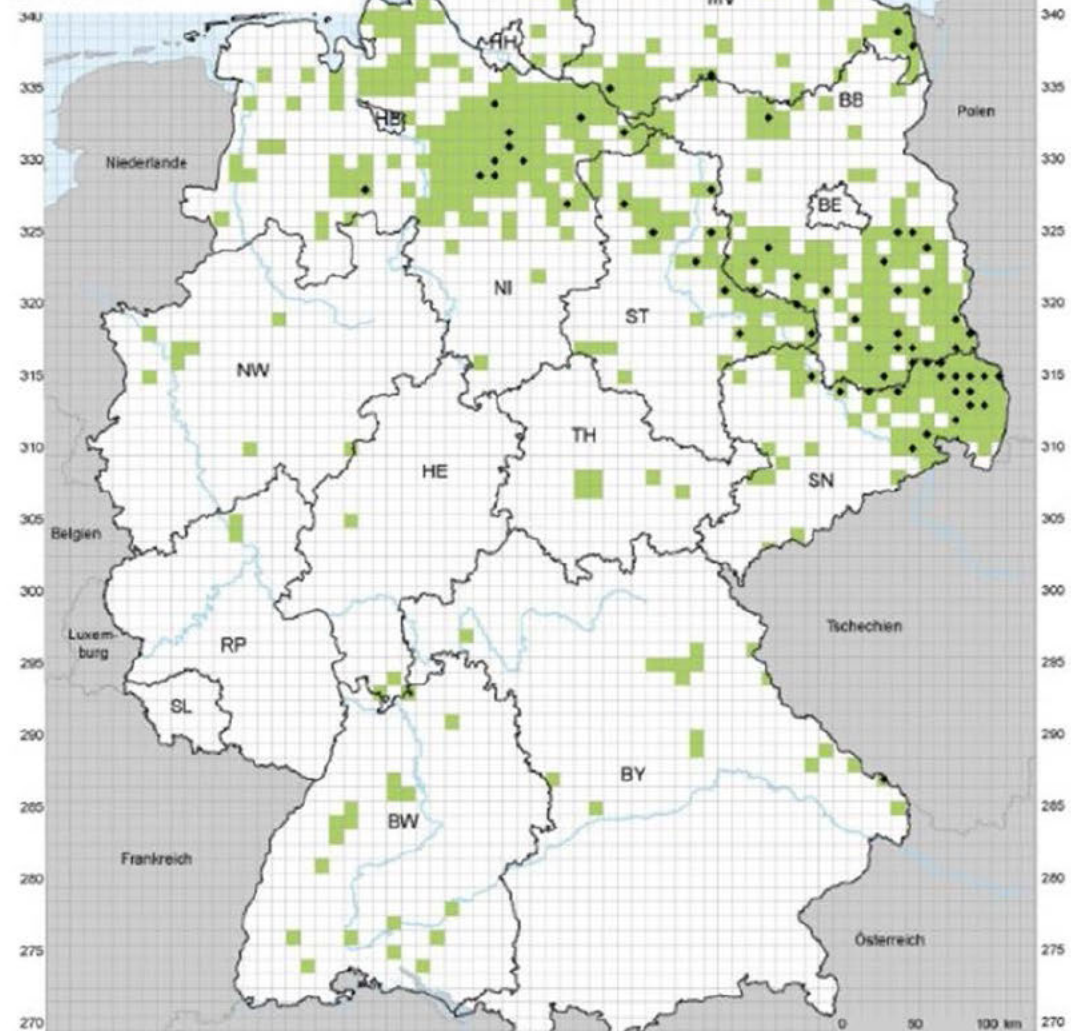 340
340
HH
335
335
BB
Polen
HB
Niederlande
330
330
BE
325
325
NI
320
320
ST
NW
315
315
TH
310
310
HE
SN
Belgien
305
305
300
300
Tschechien
Luxem-
burg
RP
295
295
SL
290
290
BY
285
285
BW
Frankreich
280
280
Österreich
275
275
270
0 50 100 km
270